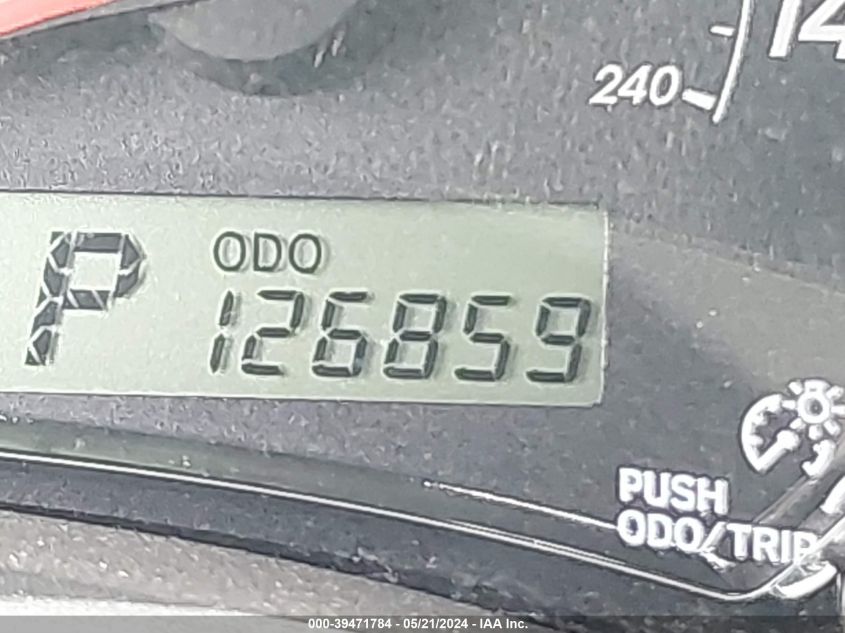 14
240
P
ODO
126859
PUSH
ODO/TRIP
000-39471784 - 05/21/2024 - IAA Inc.